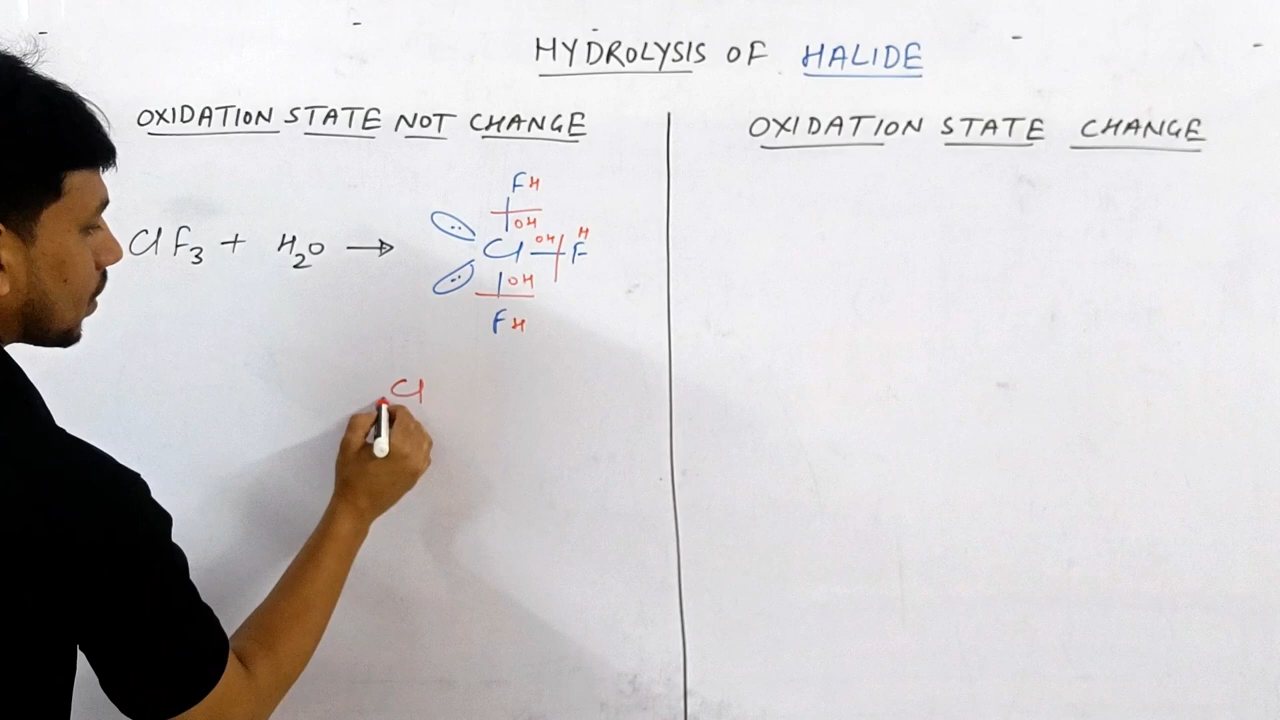 HYDROLYSIS OF HALIDE
OXIDATION STATE NOT CHANGE
OXIDATION STATE CHANGE
FH
OH
ClF₃ + H₂O → Cl OH F H
OH
FH
Cl